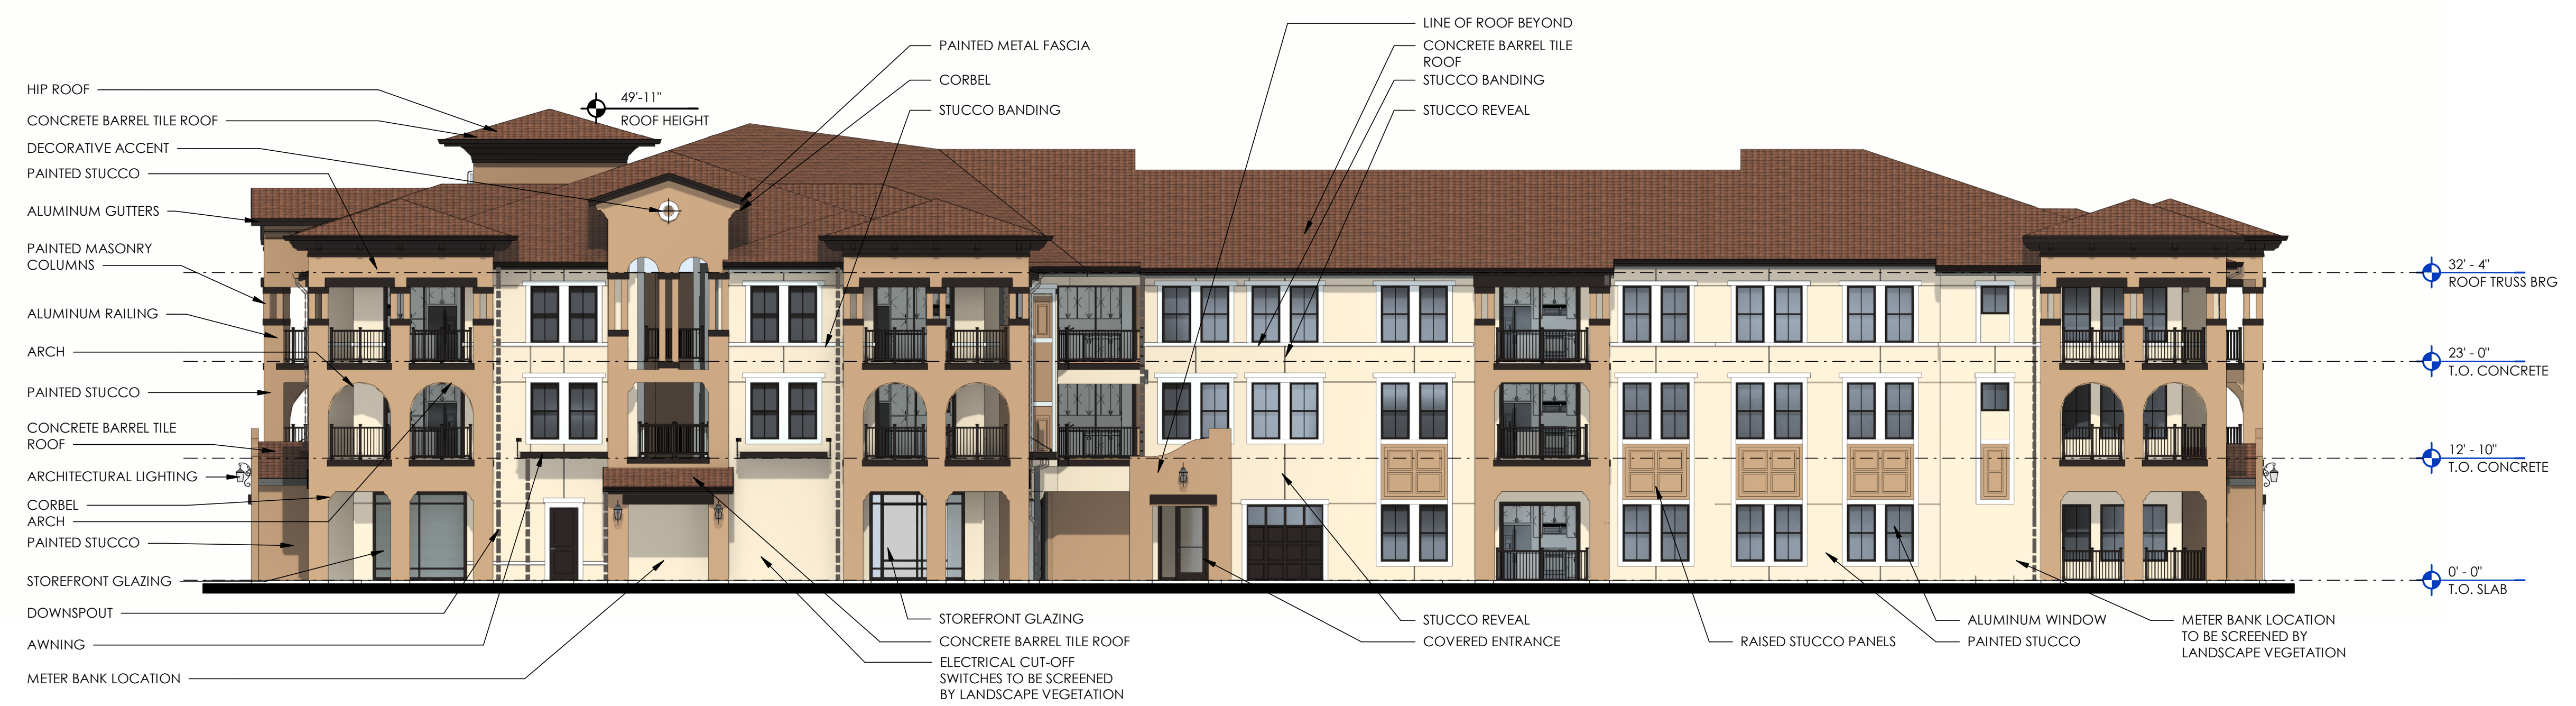 HIP ROOF
CONCRETE BARREL TILE ROOF
DECORATIVE ACCENT
PAINTED STUCCO
ALUMINUM GUTTERS
PAINTED MASONRY
COLUMNS
ALUMINUM RAILING
ARCH
PAINTED STUCCO
CONCRETE BARREL TILE
ROOF
ARCHITECTURAL LIGHTING
CORBEL
ARCH
PAINTED STUCCO
STOREFRONT GLAZING
DOWNSPOUT
AWNING
METER BANK LOCATION
49'-11"
ROOF HEIGHT
PAINTED METAL FASCIA
CORBEL
STUCCO BANDING
LINE OF ROOF BEYOND
CONCRETE BARREL TILE
ROOF
STUCCO BANDING
STUCCO REVEAL
STOREFRONT GLAZING
CONCRETE BARREL TILE ROOF
ELECTRICAL CUT-OFF
SWITCHES TO BE SCREENED
BY LANDSCAPE VEGETATION
STUCCO REVEAL
COVERED ENTRANCE
RAISED STUCCO PANELS
ALUMINUM WINDOW
PAINTED STUCCO
METER BANK LOCATION
TO BE SCREENED BY
LANDSCAPE VEGETATION
32' - 4"
ROOF TRUSS BRG
23' - 0"
T.O. CONCRETE
12' - 10"
T.O. CONCRETE
0' - 0"
T.O. SLAB